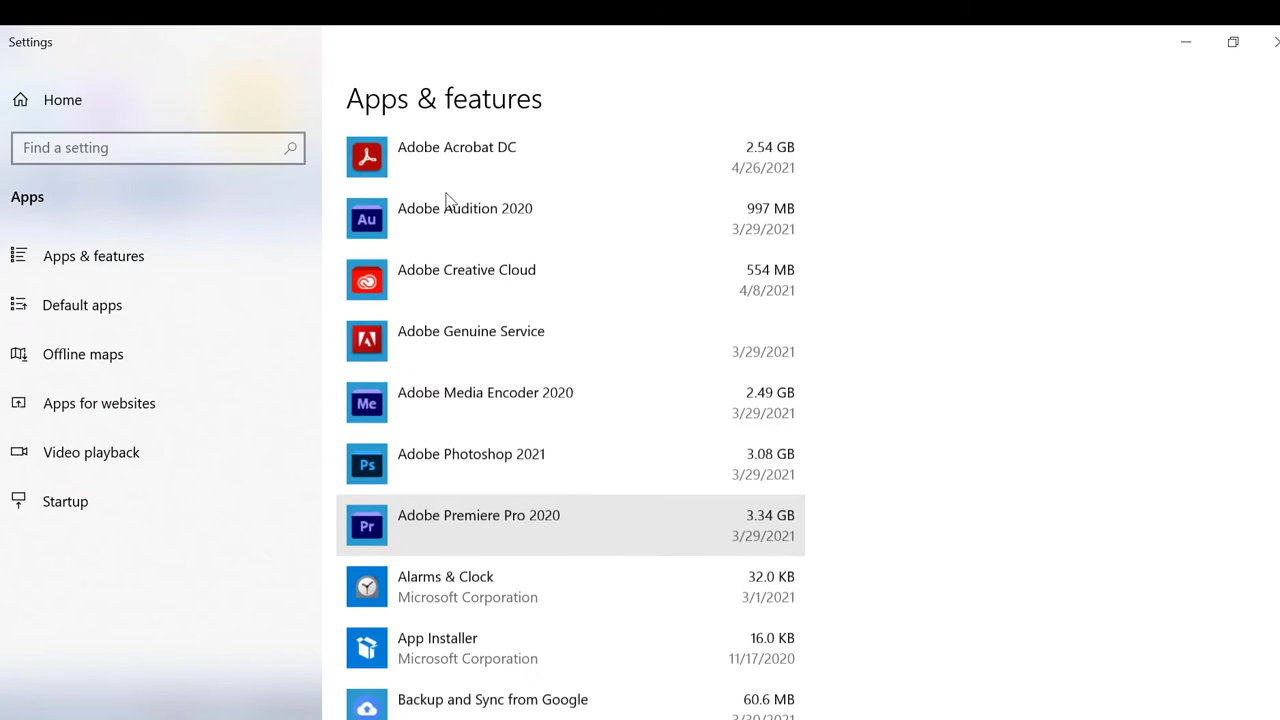 Settings
Home
Find a setting
Apps
Apps & features
Default apps
Offline maps
Apps for websites
Video playback
Startup
Apps & features
Adobe Acrobat DC 2.54 GB
4/26/2021
Au Adobe Audition 2020 997 MB
3/29/2021
Adobe Creative Cloud 554 MB
4/8/2021
Adobe Genuine Service
3/29/2021
Me Adobe Media Encoder 2020 2.49 GB
3/29/2021
Ps Adobe Photoshop 2021 3.08 GB
3/29/2021
Pr Adobe Premiere Pro 2020 3.34 GB
3/29/2021
Alarms & Clock 32.0 KB
Microsoft Corporation 3/1/2021
App Installer 16.0 KB
Microsoft Corporation 11/17/2020
Backup and Sync from Google 60.6 MB
3/30/2021